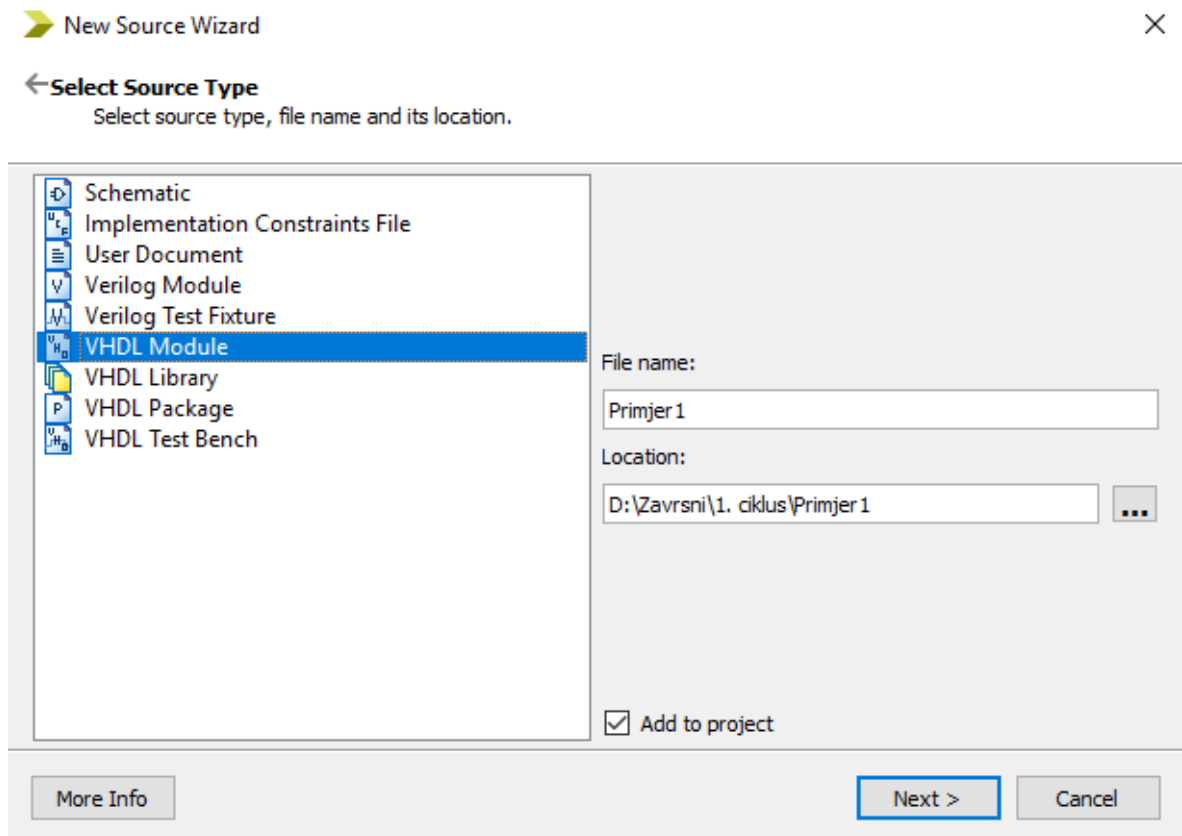 New Source Wizard
Select Source Type
Select source type, file name and its location.
Schematic
Implementation Constraints File
User Document
Verilog Module
Verilog Test Fixture
VHDL Module
VHDL Library
VHDL Package
VHDL Test Bench
File name:
Primjer1
Location:
D:\Zavrsni\1. ciklus\Primjer1
...
Add to project
More Info
Next >
Cancel